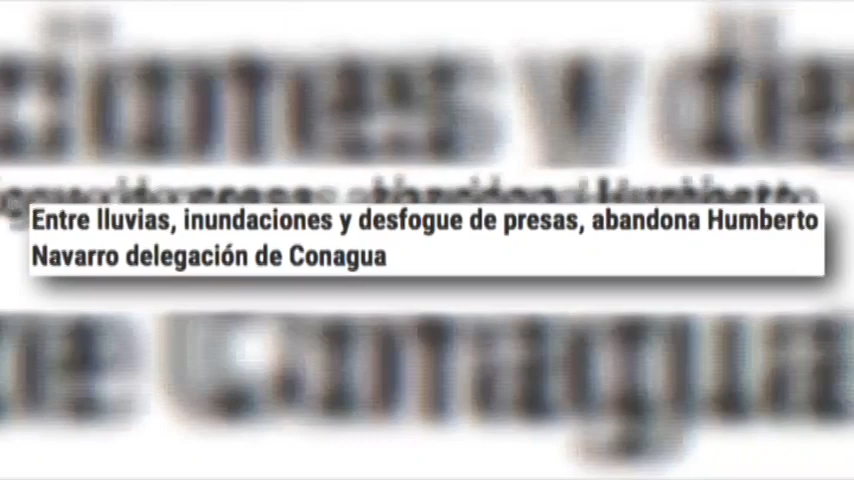 Entre lluvias, inundaciones y desfogue de presas, abandona Humberto
Navarro delegación de Conagua